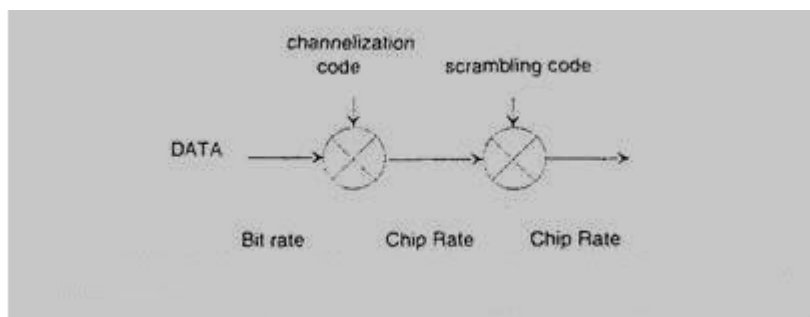 channelization
code
scrambling code
DATA
Bit rate
Chip Rate
Chip Rate